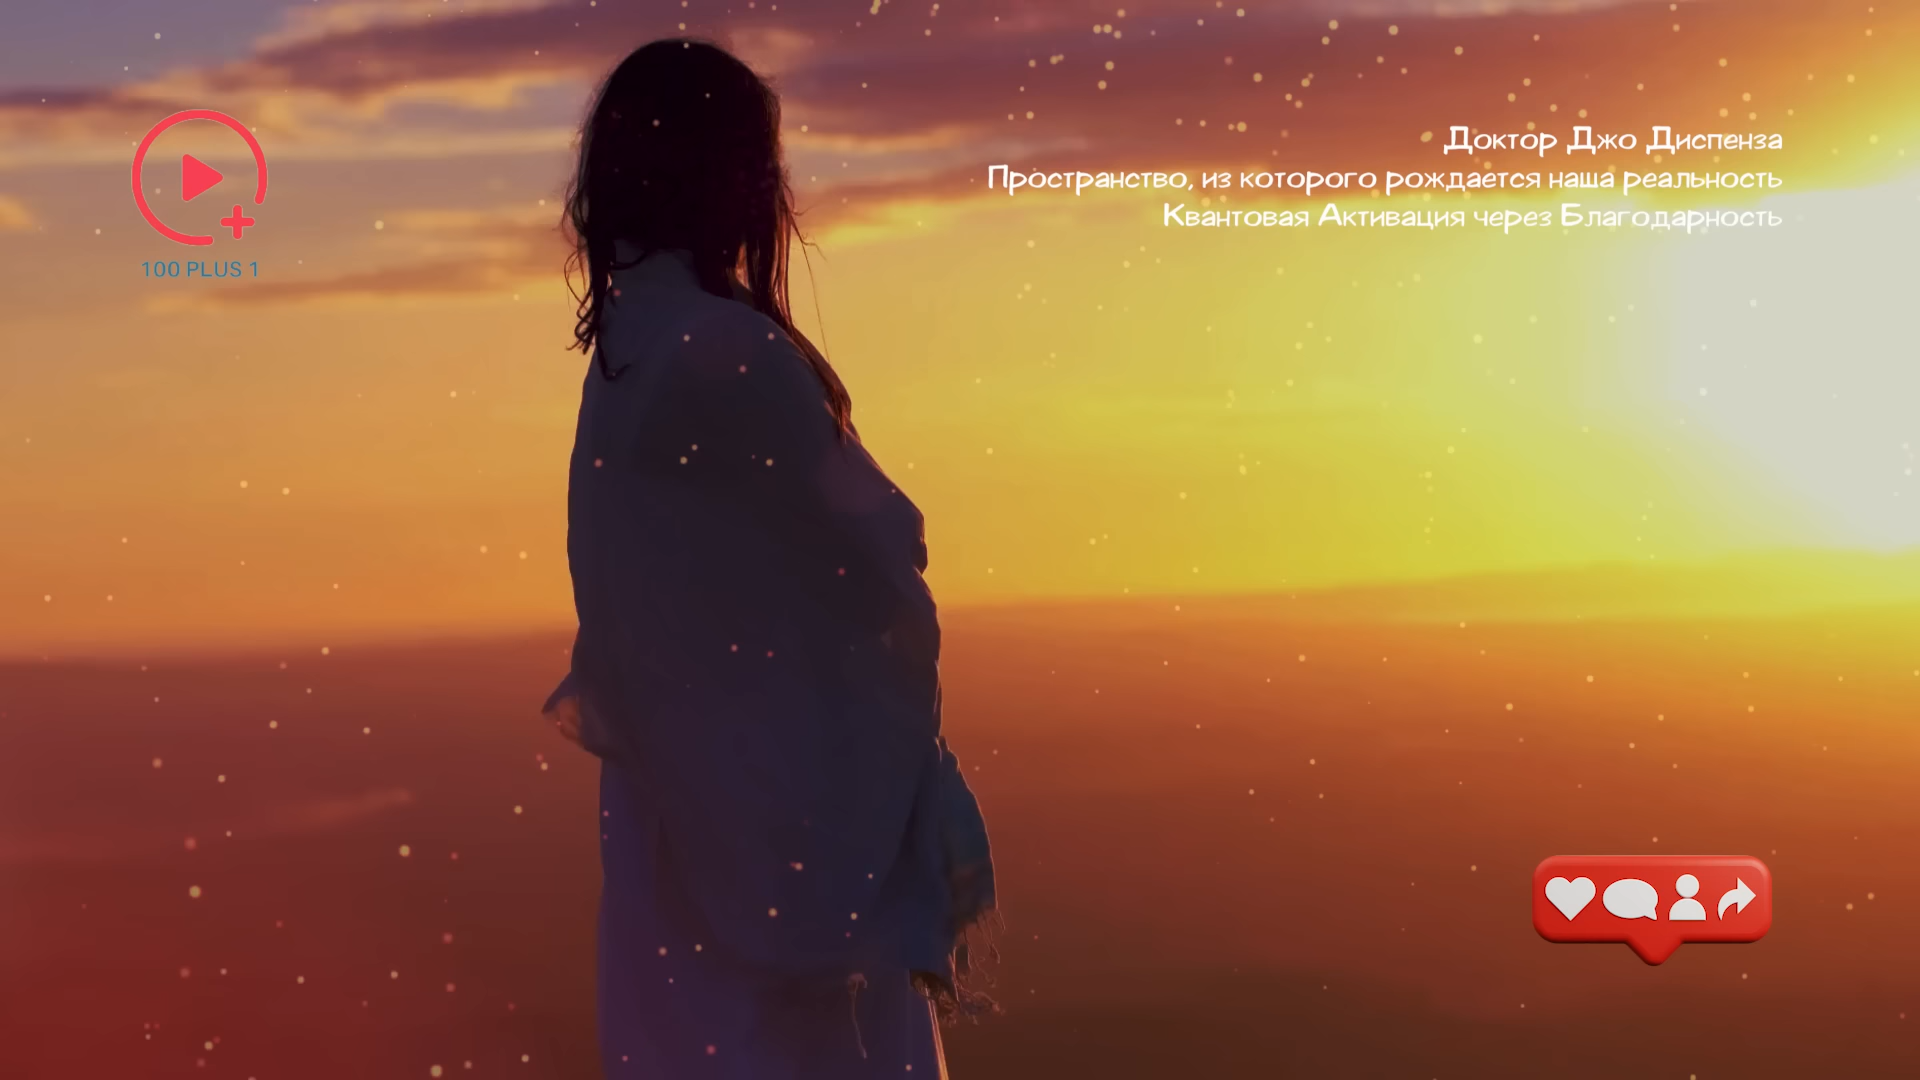 Доктор Джо Диспенза
Пространство, из которого рождается наша реальность
Квантовая Активация через Благодарность
100 PLUS 1